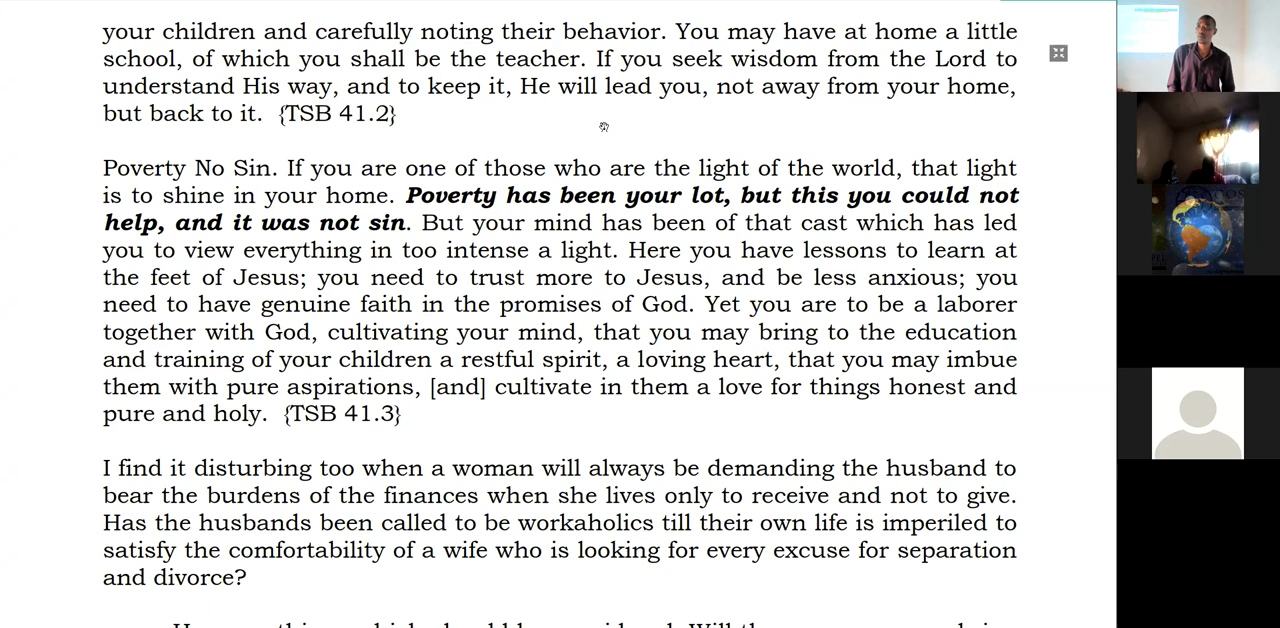 your children and carefully noting their behavior. You may have at home a little
school, of which you shall be the teacher. If you seek wisdom from the Lord to
understand His way, and to keep it, He will lead you, not away from your home,
but back to it. {TSB 41.2}
Poverty No Sin. If you are one of those who are the light of the world, that light
is to shine in your home. Poverty has been your lot, but this you could not
help, and it was not sin. But your mind has been of that cast which has led
you to view everything in too intense a light. Here you have lessons to learn at
the feet of Jesus; you need to trust more to Jesus, and be less anxious; you
need to have genuine faith in the promises of God. Yet you are to be a laborer
together with God, cultivating your mind, that you may bring to the education
and training of your children a restful spirit, a loving heart, that you may imbue
them with pure aspirations, [and] cultivate in them a love for things honest and
pure and holy. {TSB 41.3}
I find it disturbing too when a woman will always be demanding the husband to
bear the burdens of the finances when she lives only to receive and not to give.
Has the husbands been called to be workaholics till their own life is imperiled to
satisfy the comfortability of a wife who is looking for every excuse for separation
and divorce?